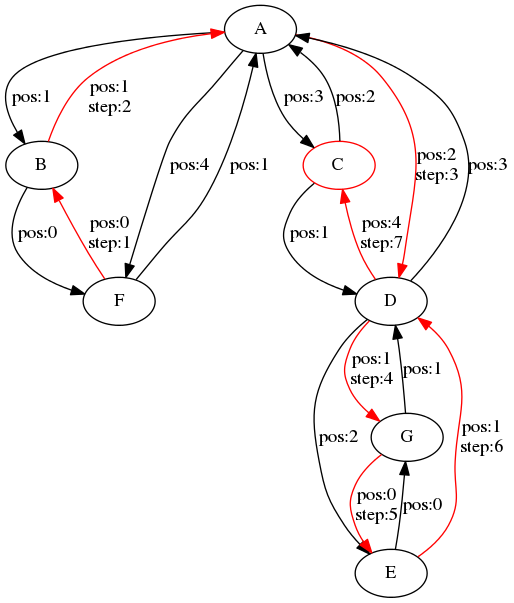 A
pos:1
pos:1
step:2
pos:3
pos:2
B
pos:4
pos:1
C
pos:2
step:3
pos:3
pos:0
pos:0
step:1
pos:1
pos:4
step:7
F
D
pos:1
step:4
pos:1
pos:2
G
pos:1
step:6
pos:0
step:5
pos:0
E